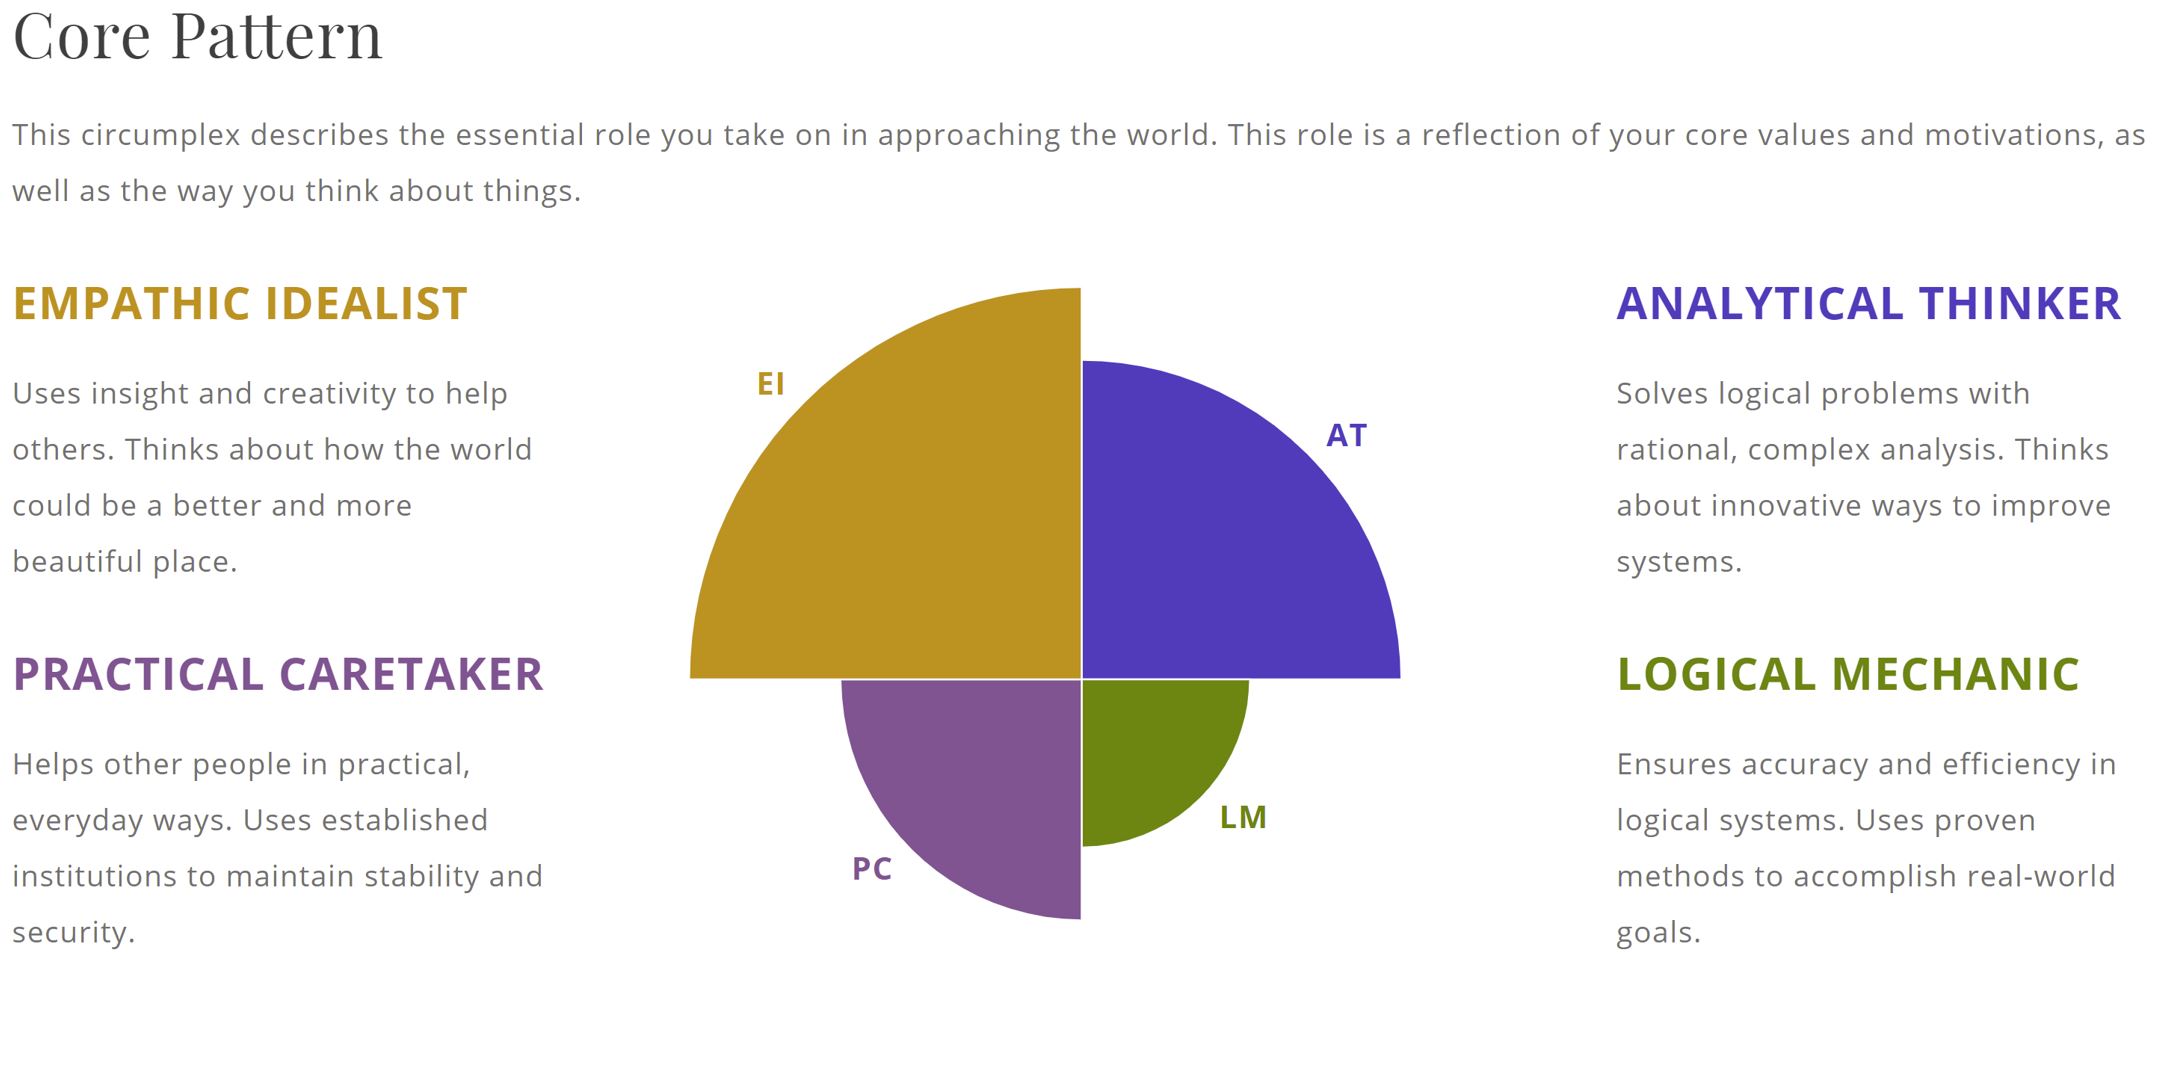 Core Pattern
This circumplex describes the essential role you take on in approaching the world. This role is a reflection of your core values and motivations, as
well as the way you think about things.
EMPATHIC IDEALIST
Uses insight and creativity to help
others. Thinks about how the world
could be a better and more
beautiful place.
PRACTICAL CARETAKER
Helps other people in practical,
everyday ways. Uses established
institutions to maintain stability and
security.
EI
AT
PC
LM
ANALYTICAL THINKER
Solves logical problems with
rational, complex analysis. Thinks
about innovative ways to improve
systems.
LOGICAL MECHANIC
Ensures accuracy and efficiency in
logical systems. Uses proven
methods to accomplish real-world
goals.